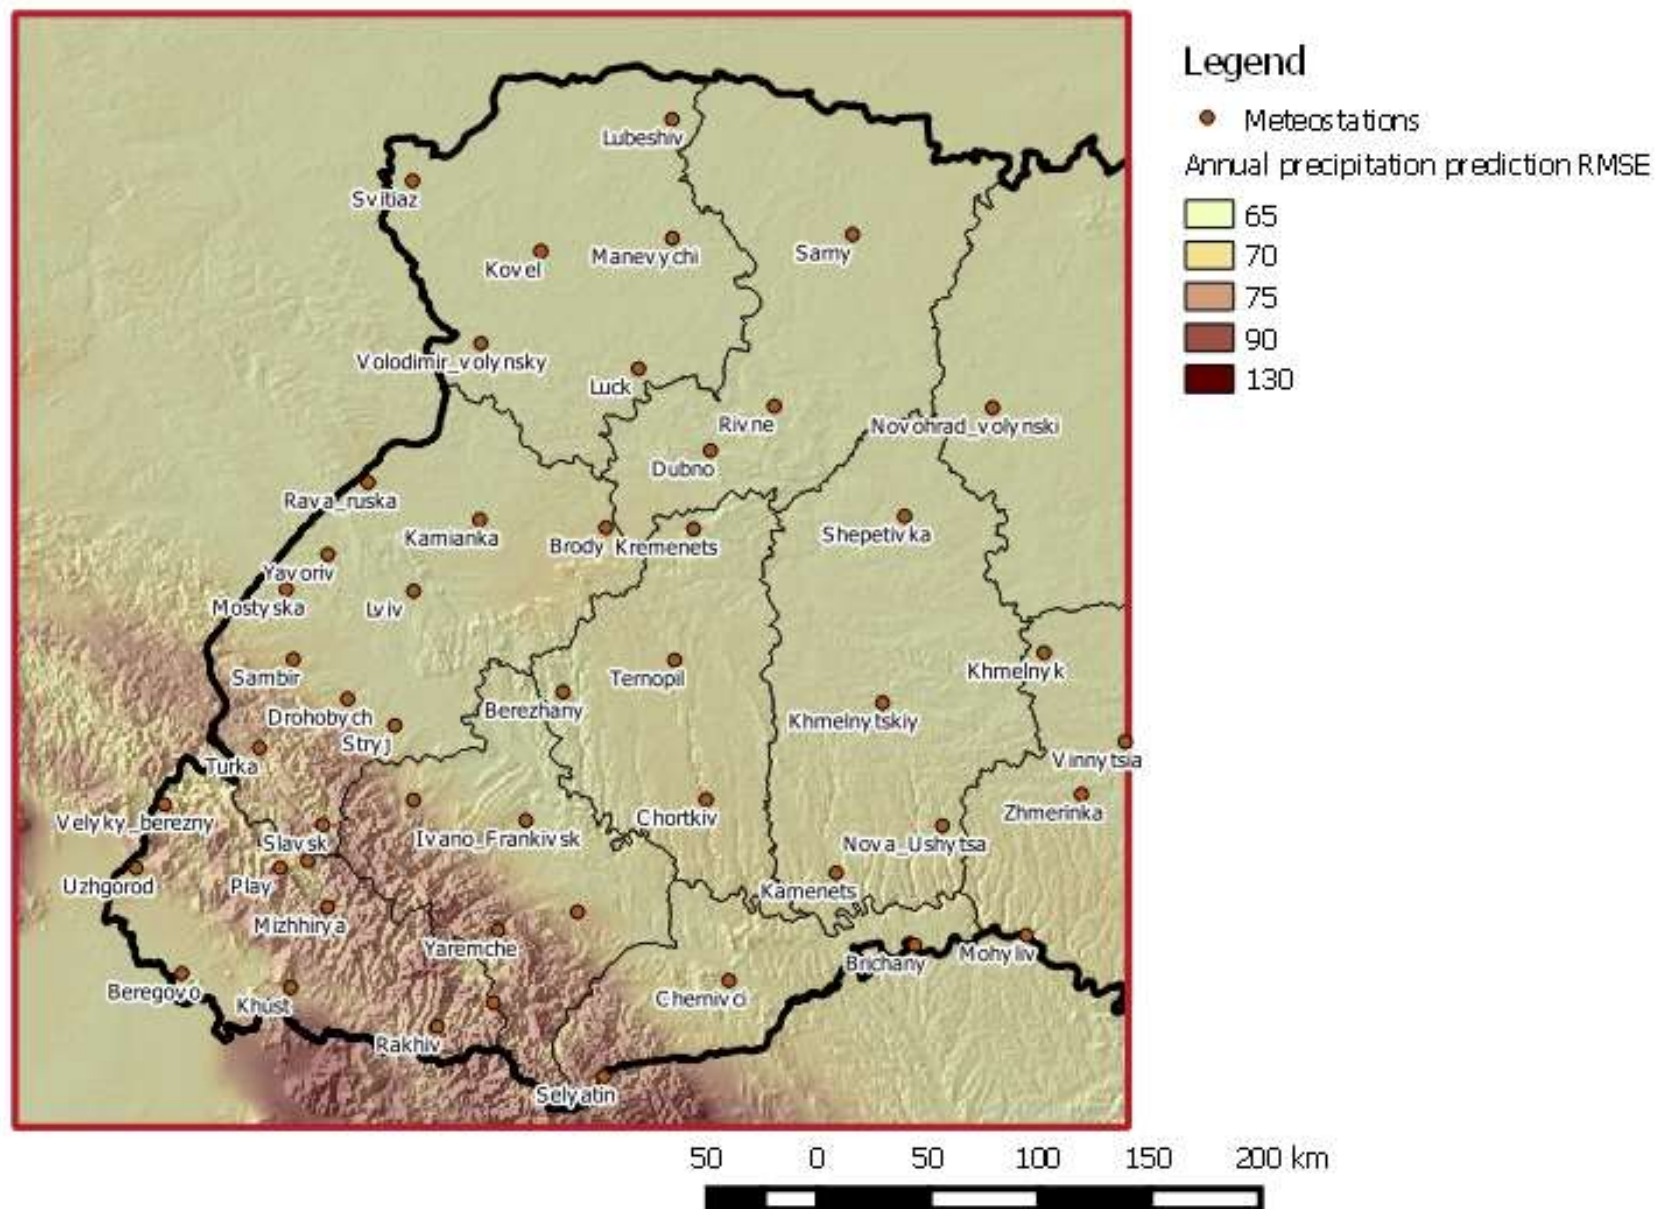 Legend
Meteostations
Annual precipitation prediction RMSE
65
70
75
90
130
Lubeshiv
Svitiaz
Kovel
Manevychi
Sarny
Volodimir_volynsky
Luck
Rivne
Novohrad_volynski
Dubno
Rava_ruska
Kamianka
Brody
Kremenets
Shepetivka
Yavoriv
Mostyska
Lviv
Sambir
Ternopil
Khmelnyk
Drohobych
Berezhany
Khmelnytskiy
Stryj
Turka
Vinnytsia
Velyky_berezny
Slavsk
Ivano_Frankivsk
Chortkiv
Zhmerinka
Nova_Ushytsa
Uzhgorod
Play
Kamenets
Mizhhirya
Yaremche
Brichany
Mohyliv
Beregovo
Khust
Chernivci
Rakhiv
Selyatin
50 0 50 100 150 200 km